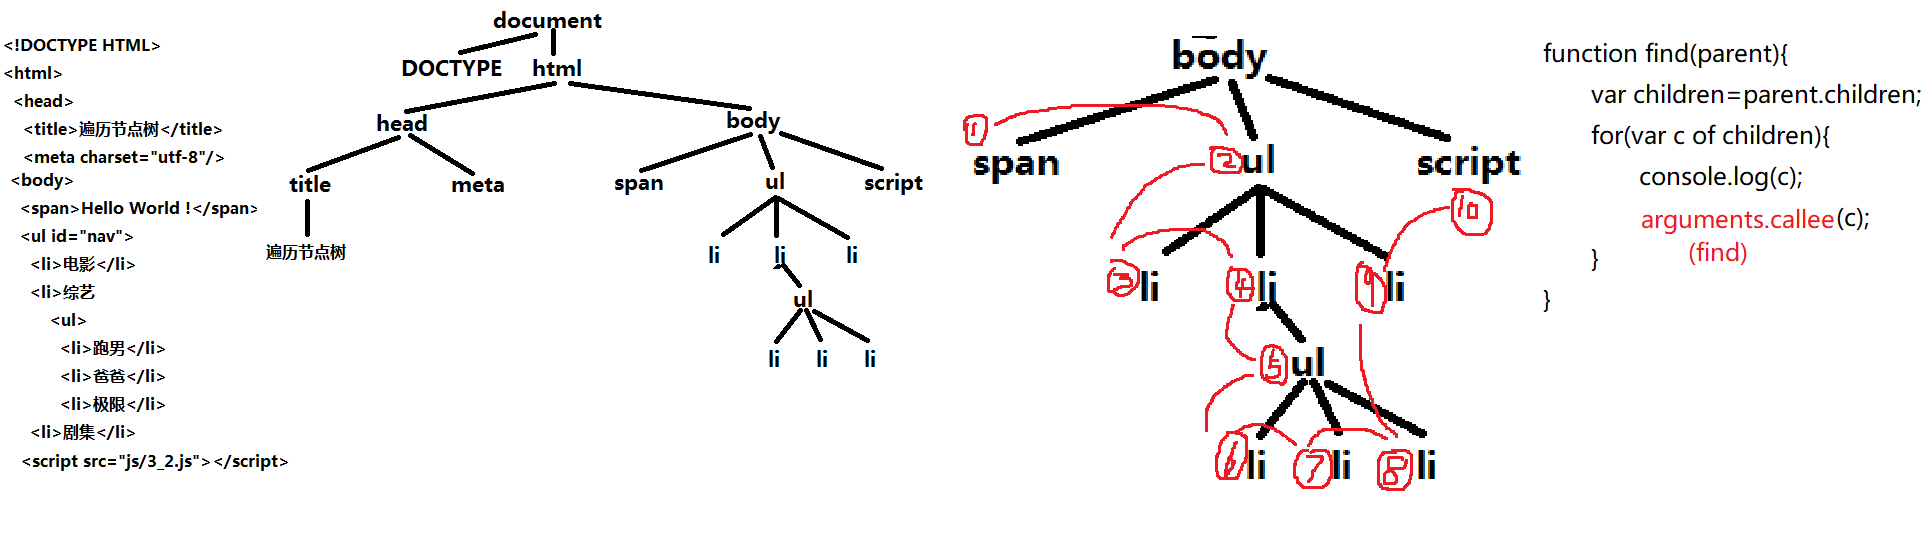 <!DOCTYPE HTML>
<html>
<head>
<title>遍历节点树</title>
<meta charset="utf-8"/>
<body>
<span>Hello World !</span>
<ul id="nav">
<li>电影</li>
<li>综艺
<ul>
<li>跑男</li>
<li>爸爸</li>
<li>极限</li>
<li>剧集</li>
<script src="js/3_2.js"></script>
document
DOCTYPE html
head body
title meta span ul script
遍历节点树 li li li
ul
li li li
body
1
span 2 ul script
10
3 li 4 li 9 li
5 ul
6 li 7 li 8 li
function find(parent){
var children=parent.children;
for(var c of children){
console.log(c);
arguments.callee(c);
(find)
}
}